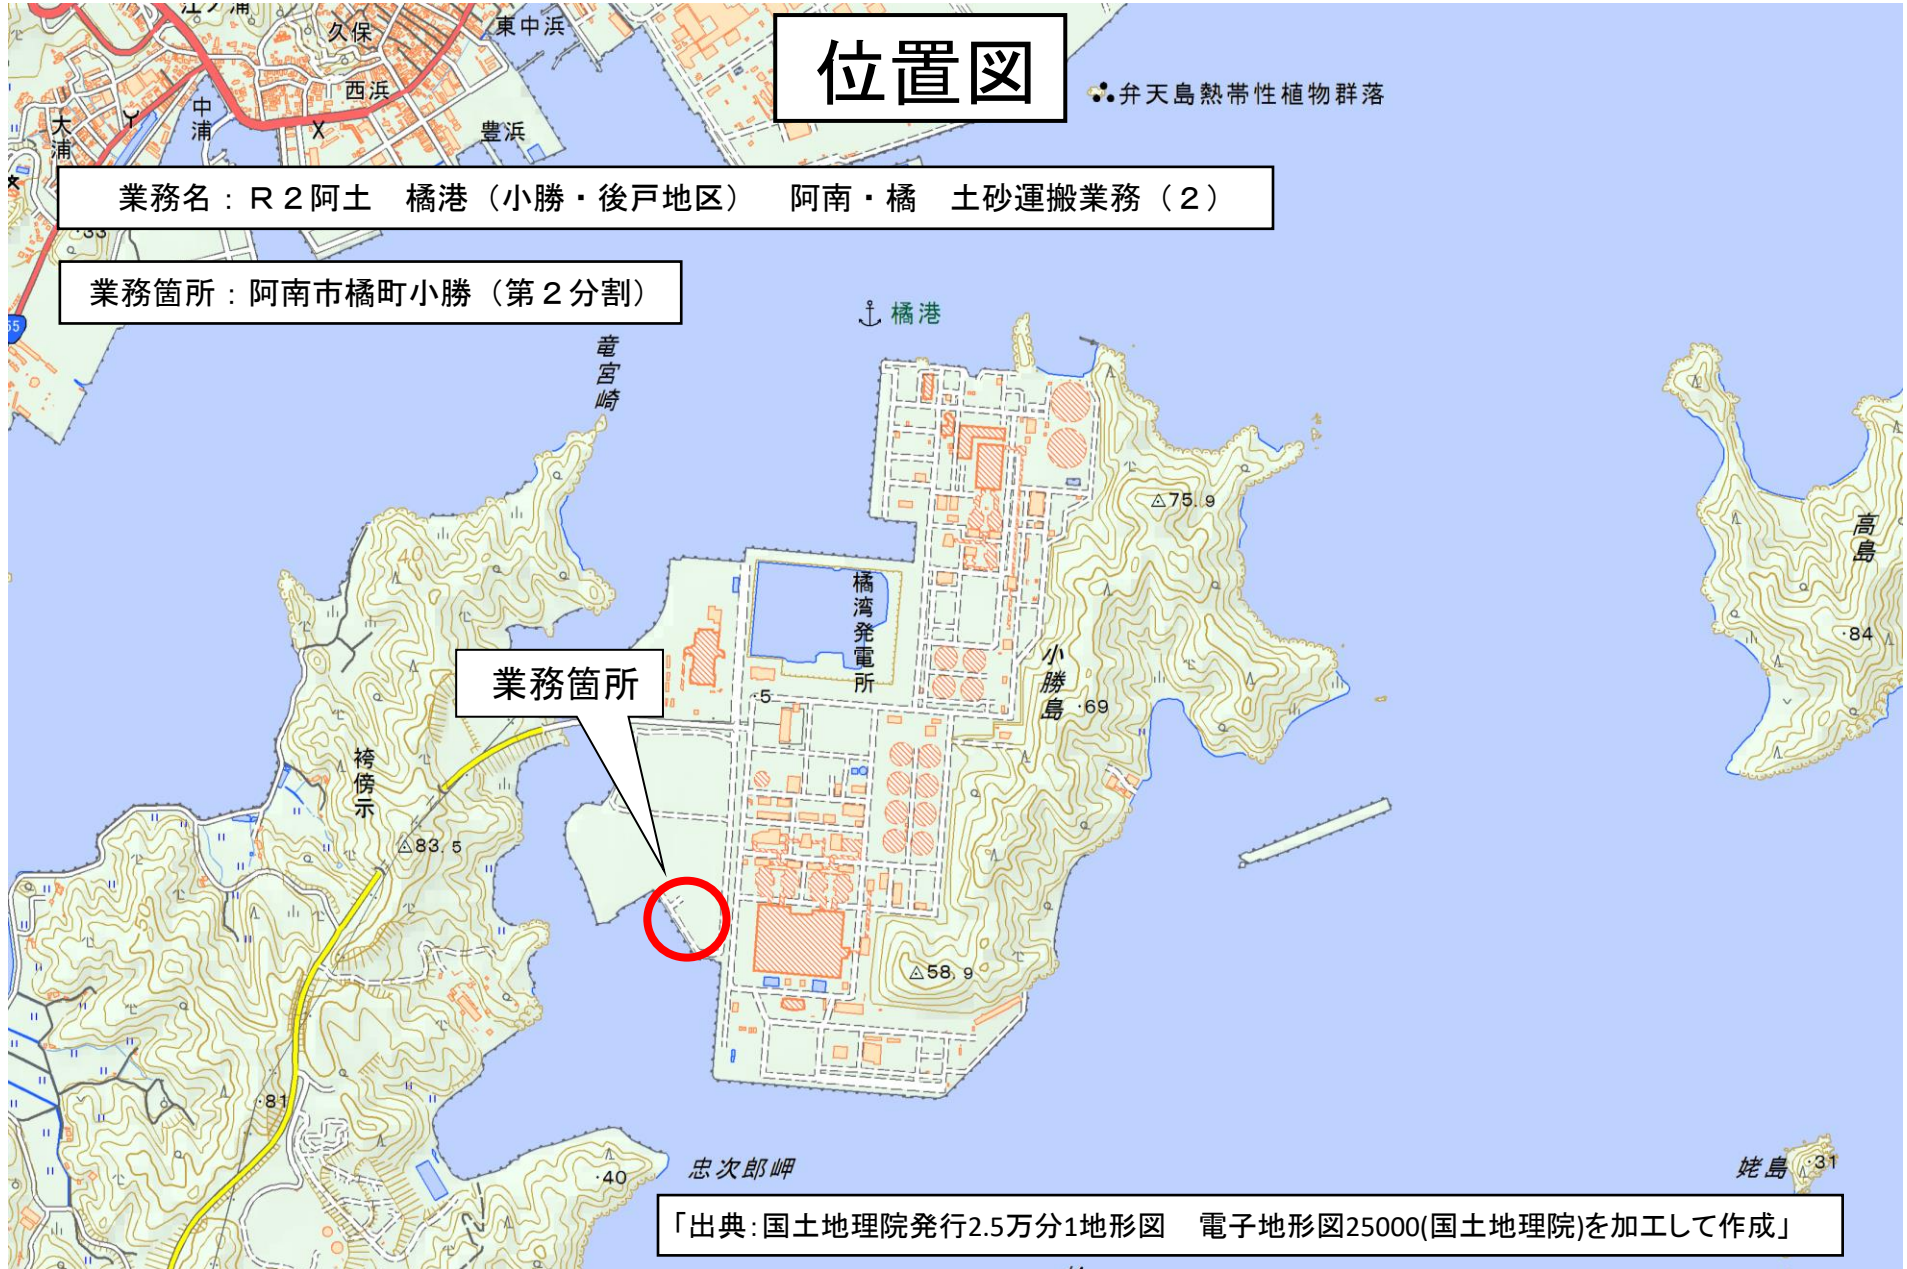 江ノ浦
久保
東中浜
位置図
弁天島熱帯性植物群落
西浜
中浦
大浦
豊浜
業務名：Ｒ２阿土　橘港（小勝・後戸地区）　阿南・橘　土砂運搬業務（２）
・33
業務箇所：阿南市橘町小勝（第２分割）
55
橘港
竜宮崎
75.9
高島
40
橘湾発電所
・84
小勝島
業務箇所
・5
・69
袴傍示
83.5
58.9
・81
・40
忠次郎岬
姥島
・31
「出典：国土地理院発行2.5万分1地形図　電子地形図25000(国土地理院)を加工して作成」